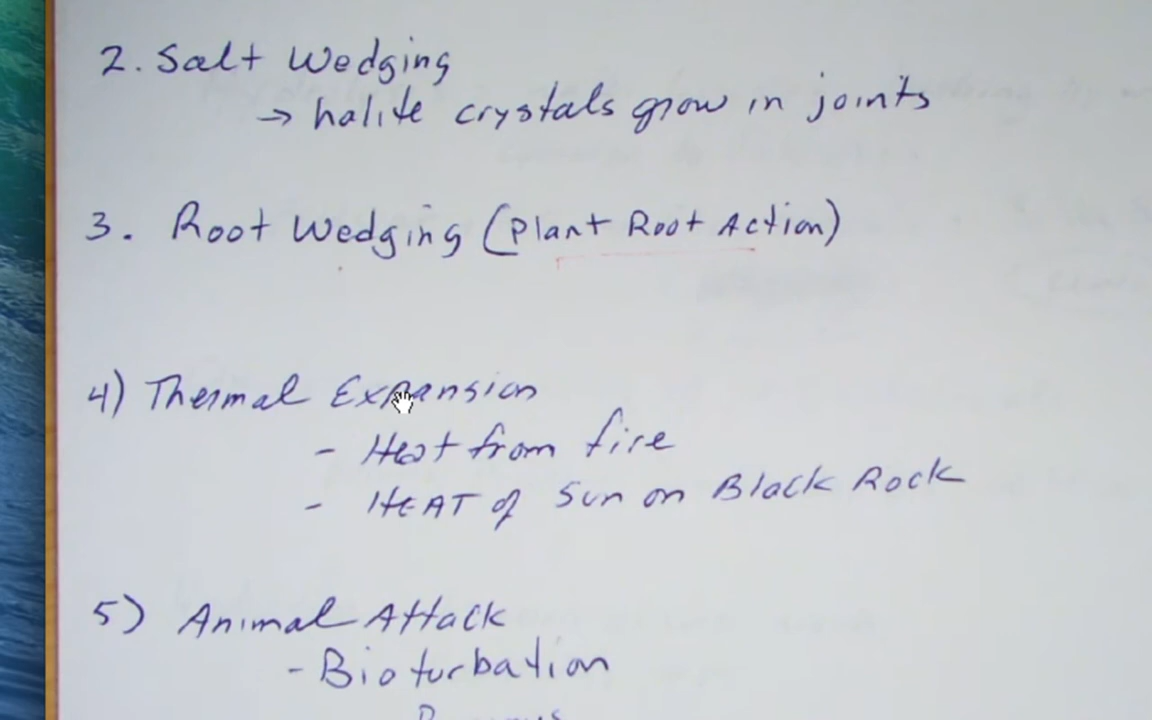 2. Salt Wedging
→ halite crystals grow in joints
3. Root Wedging (Plant Root Action)
4) Thermal Expansion
- Heat from fire
- HEAT of Sun on Black Rock
5) Animal Attack
- Bioturbation